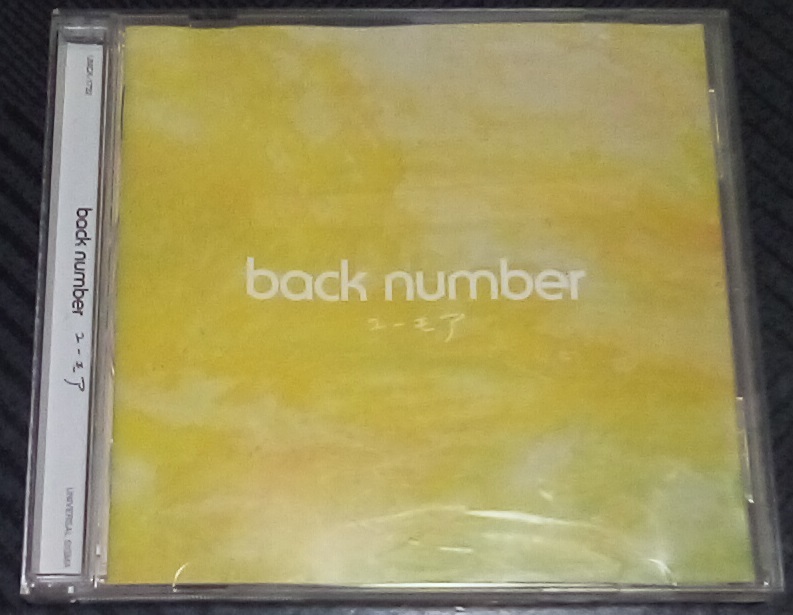 back number
ユーモア
back number ユーモア
UNIVERSAL SIGMA